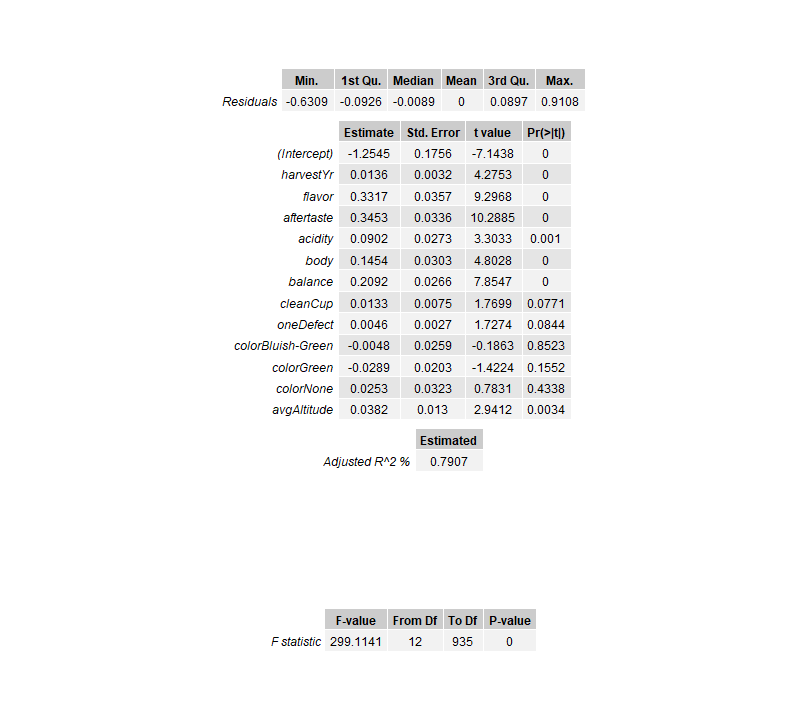 Min. 1st Qu. Median Mean 3rd Qu. Max.
Residuals -0.6309 -0.0926 -0.0089 0 0.0897 0.9108
Estimate Std. Error t value Pr(>|t|)
(Intercept) -1.2545 0.1756 -7.1438 0
harvestYr 0.0136 0.0032 4.2753 0
flavor 0.3317 0.0357 9.2968 0
aftertaste 0.3453 0.0336 10.2885 0
acidity 0.0902 0.0273 3.3033 0.001
body 0.1454 0.0303 4.8028 0
balance 0.2092 0.0266 7.8547 0
cleanCup 0.0133 0.0075 1.7699 0.0771
oneDefect 0.0046 0.0027 1.7274 0.0844
colorBluish-Green -0.0048 0.0259 -0.1863 0.8523
colorGreen -0.0289 0.0203 -1.4224 0.1552
colorNone 0.0253 0.0323 0.7831 0.4338
avgAltitude 0.0382 0.013 2.9412 0.0034
Estimated
Adjusted R^2 % 0.7907
F-value From Df To Df P-value
F statistic 299.1141 12 935 0